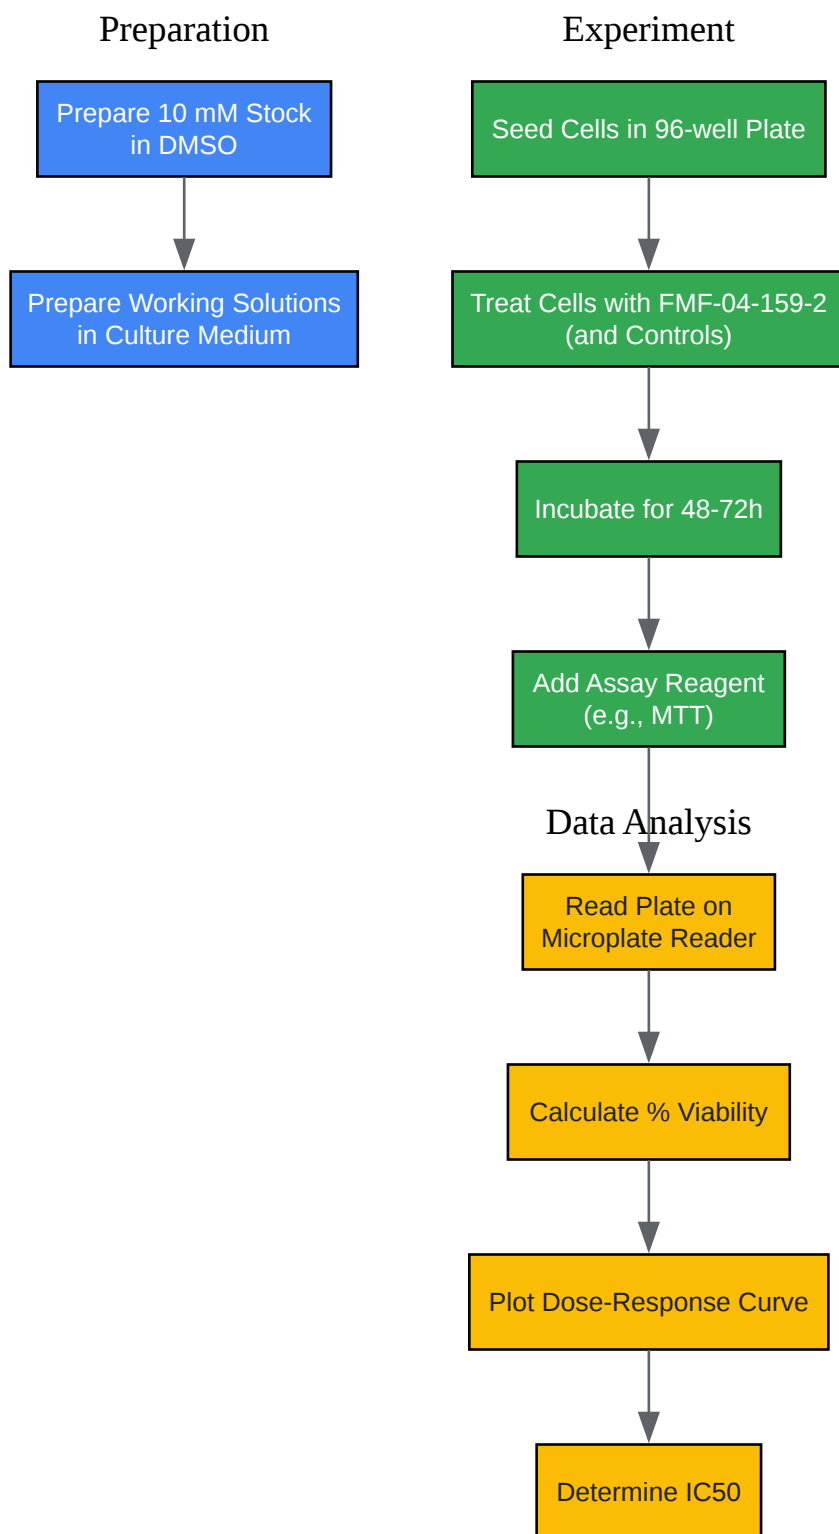 Preparation
Prepare 10 mM Stock
in DMSO
Prepare Working Solutions
in Culture Medium
Experiment
Seed Cells in 96-well Plate
Treat Cells with FMF-04-159-2
(and Controls)
Incubate for 48-72h
Add Assay Reagent
(e.g., MTT)
Data Analysis
Read Plate on
Microplate Reader
Calculate % Viability
Plot Dose-Response Curve
Determine IC50